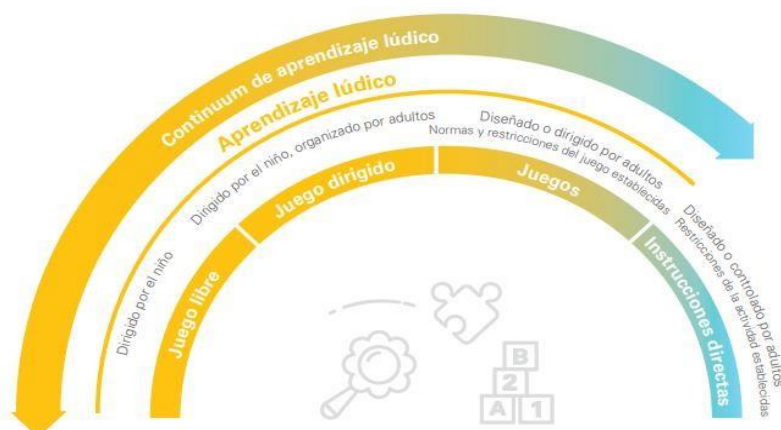 Continuum de aprendizaje lúdico
Aprendizaje lúdico
Dirigido por el niño
Dirigido por el niño, organizado por adultos
Diseñado o dirigido por adultos
Normas y restricciones del juego establecidas
Diseñado o controlado por adultos
Restricciones de la actividad establecidas
Juego libre
Juego dirigido
Juegos
Instrucciones directas
B
2
A 1